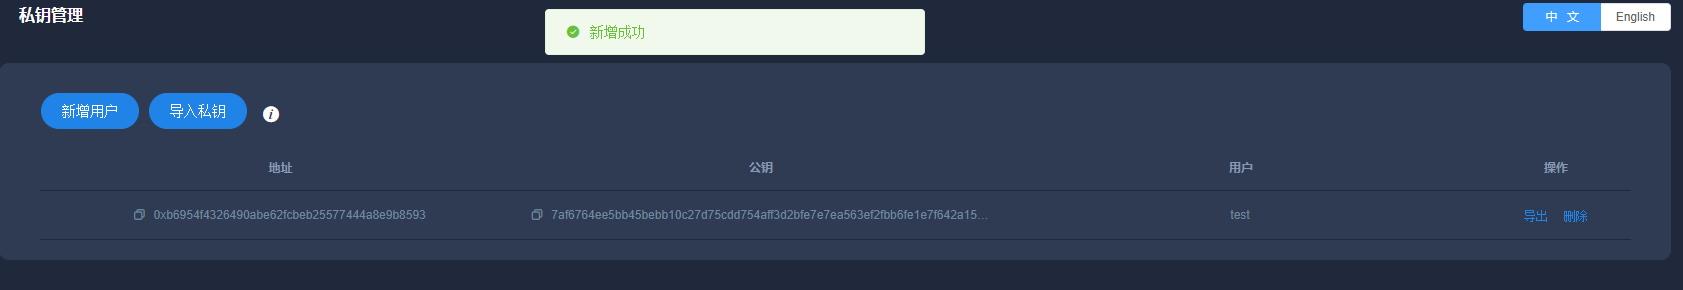 私钥管理
新增成功
中 文 English
新增用户 导入私钥 i
地址 公钥 用户 操作
0xb6954f4326490abe62fcbeb25577444a8e9b8593 7af6764ee5bb45bebb10c27d75cdd754aff3d2bfe7e7ea563ef2fbb6fe1e7f642a15... test 导出 删除